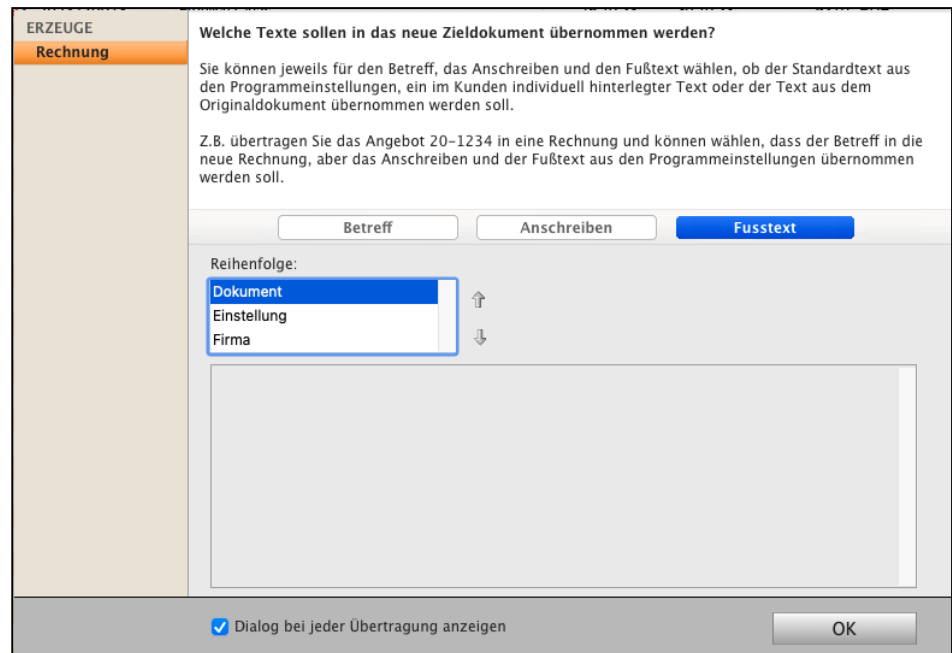 ERZEUGE
Rechnung
Welche Texte sollen in das neue Zieldokument übernommen werden?
Sie können jeweils für den Betreff, das Anschreiben und den Fußtext wählen, ob der Standardtext aus
den Programmeinstellungen, ein im Kunden individuell hinterlegter Text oder der Text aus dem
Originaldokument übernommen werden soll.
Z.B. übertragen Sie das Angebot 20-1234 in eine Rechnung und können wählen, dass der Betreff in die
neue Rechnung, aber das Anschreiben und der Fußtext aus den Programmeinstellungen übernommen
werden soll.
Betreff
Anschreiben
Fusstext
Reihenfolge:
Dokument
Einstellung
Firma
Dialog bei jeder Übertragung anzeigen
OK